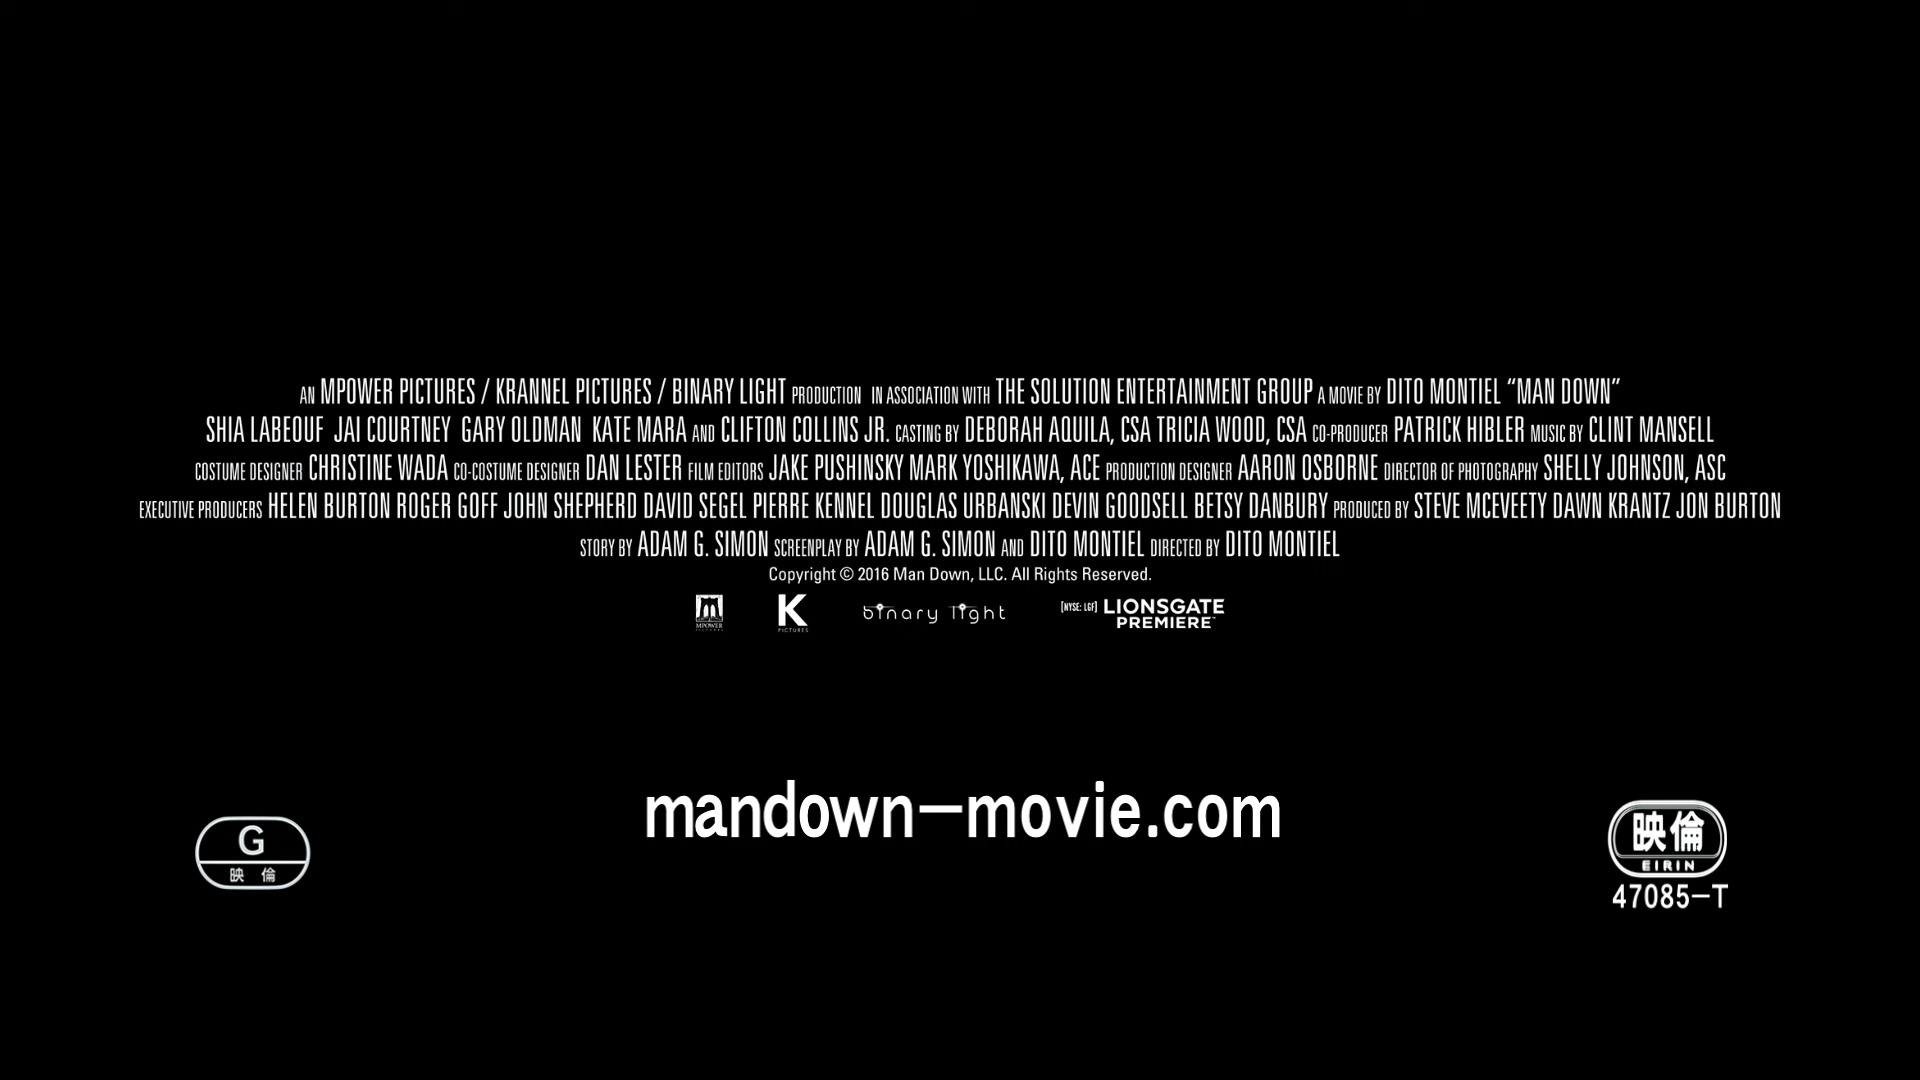 AN MPOWER PICTURES / KRANNEL PICTURES / BINARY LIGHT PRODUCTION IN ASSOCIATION WITH THE SOLUTION ENTERTAINMENT GROUP A MOVIE BY DITO MONTIEL “MAN DOWN”
SHIA LABEOUF JAI COURTNEY GARY OLDMAN KATE MARA AND CLIFTON COLLINS JR. CASTING BY DEBORAH AQUILA, CSA TRICIA WOOD, CSA CO-PRODUCER PATRICK HIBLER MUSIC BY CLINT MANSELL
COSTUME DESIGNER CHRISTINE WADA CO-COSTUME DESIGNER DAN LESTER FILM EDITORS JAKE PUSHINSKY MARK YOSHIKAWA, ACE PRODUCTION DESIGNER AARON OSBORNE DIRECTOR OF PHOTOGRAPHY SHELLY JOHNSON, ASC
EXECUTIVE PRODUCERS HELEN BURTON ROGER GOFF JOHN SHEPHERD DAVID SEGEL PIERRE KENNEL DOUGLAS URBANSKI DEVIN GOODSELL BETSY DANBURY PRODUCED BY STEVE MCEVEETY DAWN KRANTZ JON BURTON
STORY BY ADAM G. SIMON SCREENPLAY BY ADAM G. SIMON AND DITO MONTIEL DIRECTED BY DITO MONTIEL
Copyright © 2016 Man Down, LLC. All Rights Reserved.
MPOWER PICTURES
K PICTURES
binary light
[NYSE: LGF] LIONSGATE PREMIERE™
mandown-movie.com
G
映倫
映倫
EIRIN
47085-T